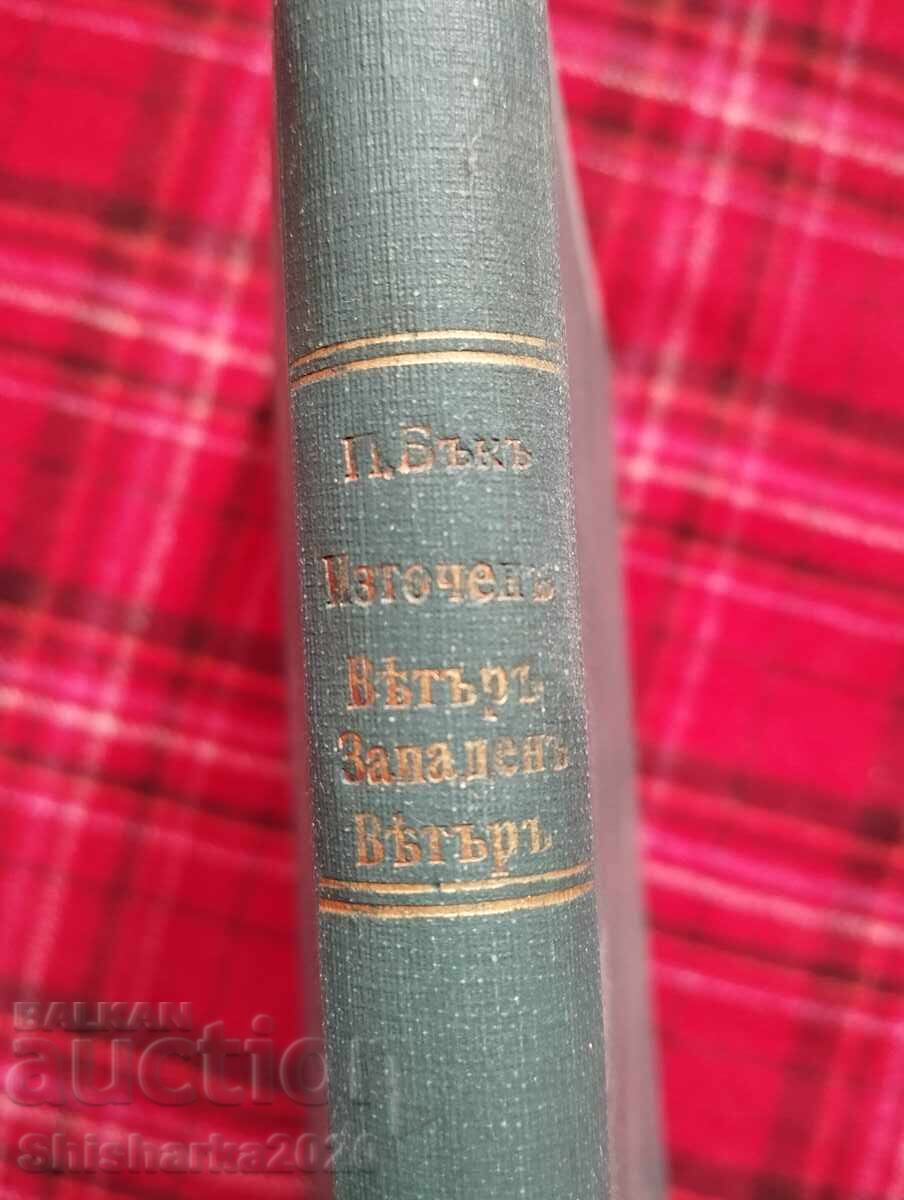 П. Бъкъ
Източенъ
Вѣтъръ
Западенъ
Вѣтъръ
BALKAN
auction
Shisharka2020